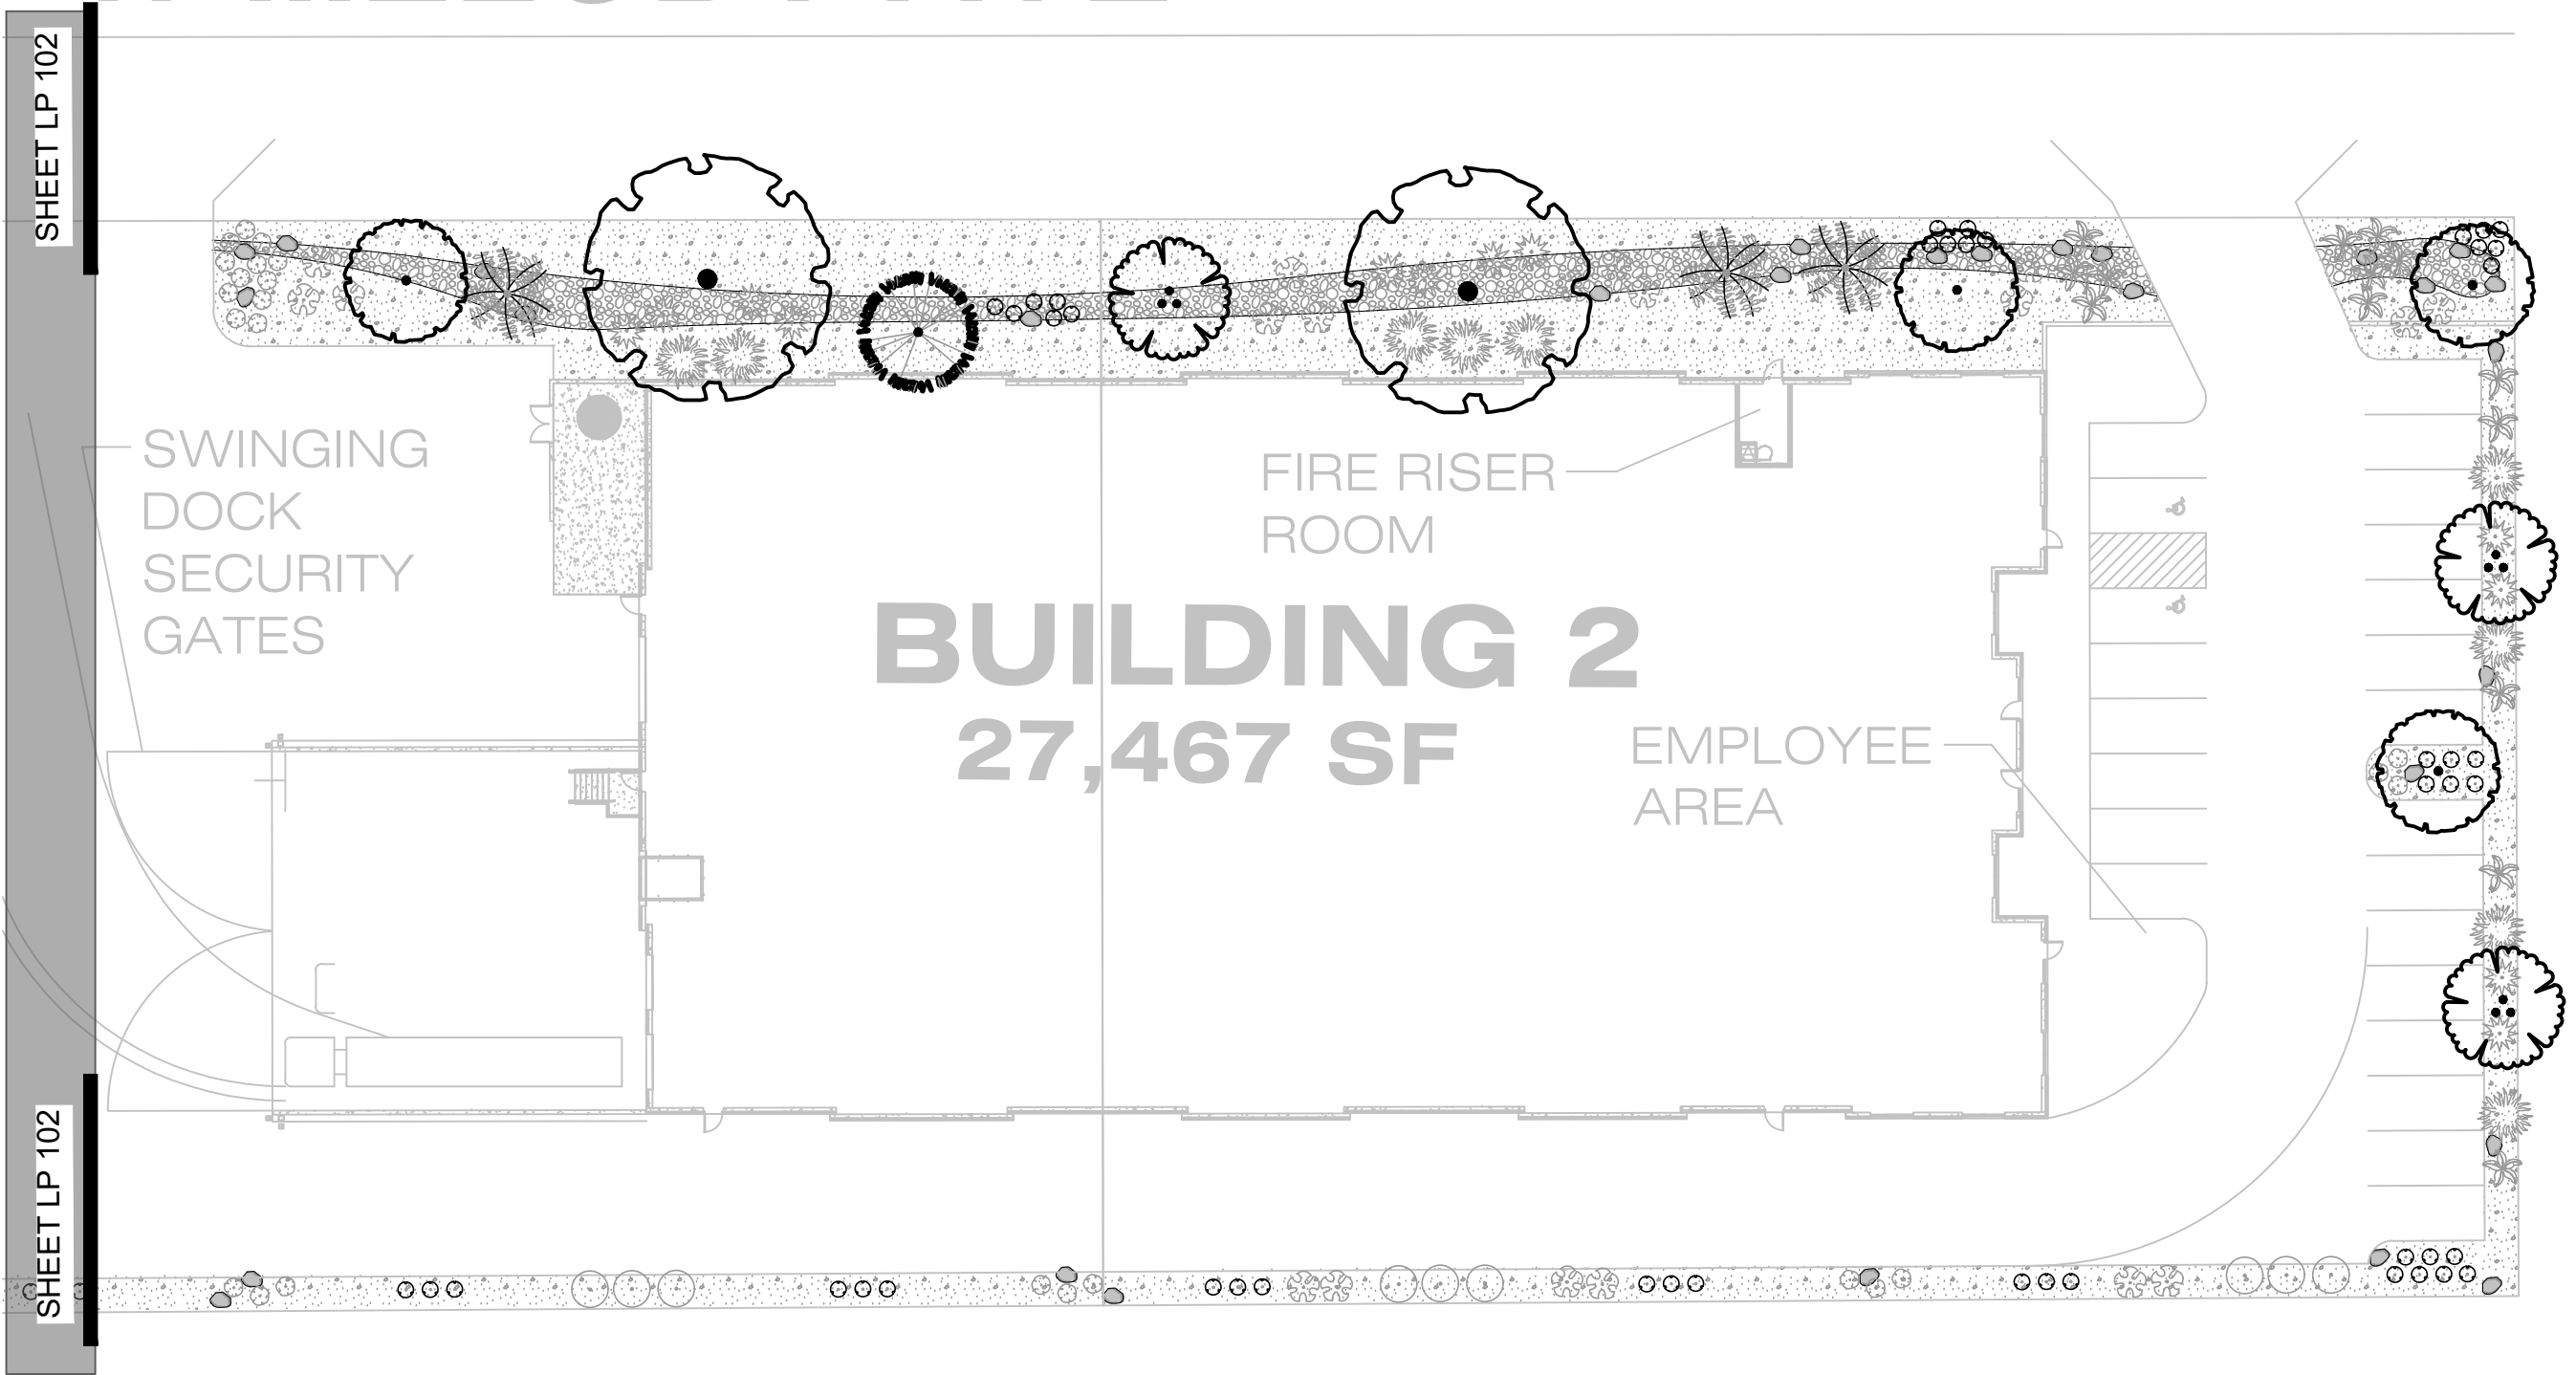 SHEET LP 102
SWINGING
DOCK
SECURITY
GATES
FIRE RISER
ROOM
BUILDING 2
27,467 SF
EMPLOYEE
AREA
SHEET LP 102